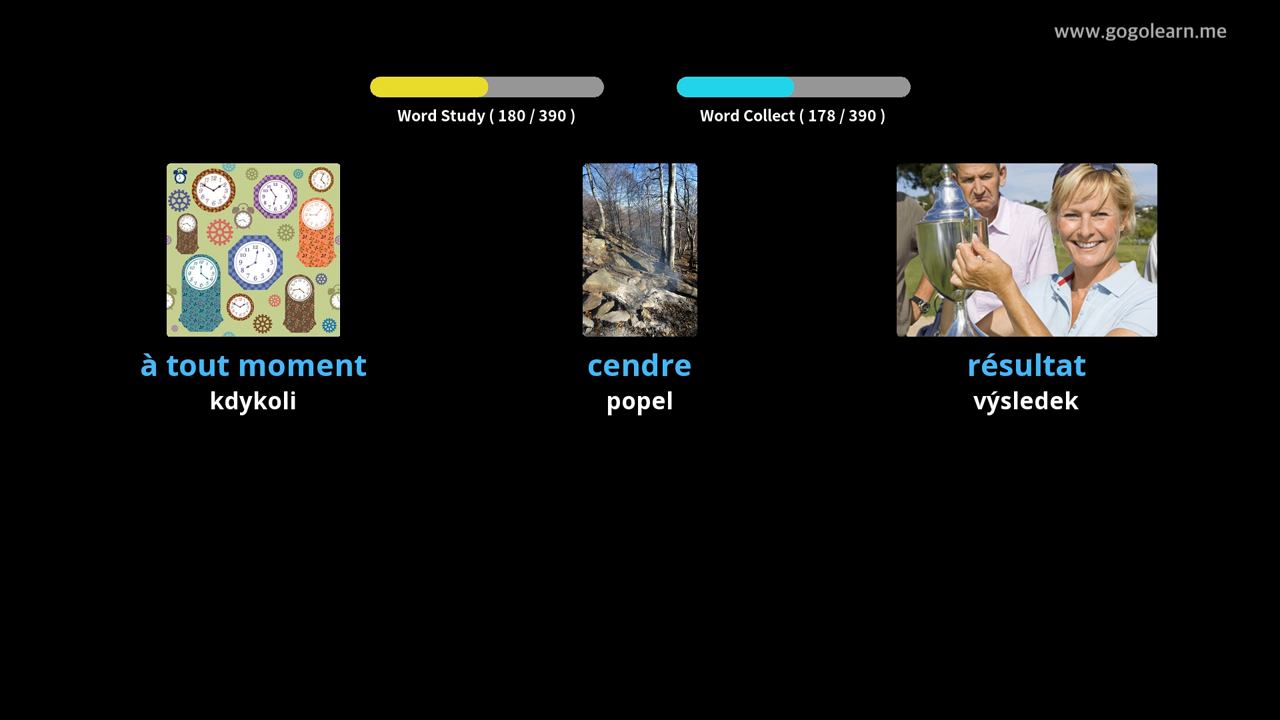 www.gogolearn.me
Word Study ( 180 / 390 )
Word Collect ( 178 / 390 )
à tout moment
kdykoli
cendre
popel
résultat
výsledek